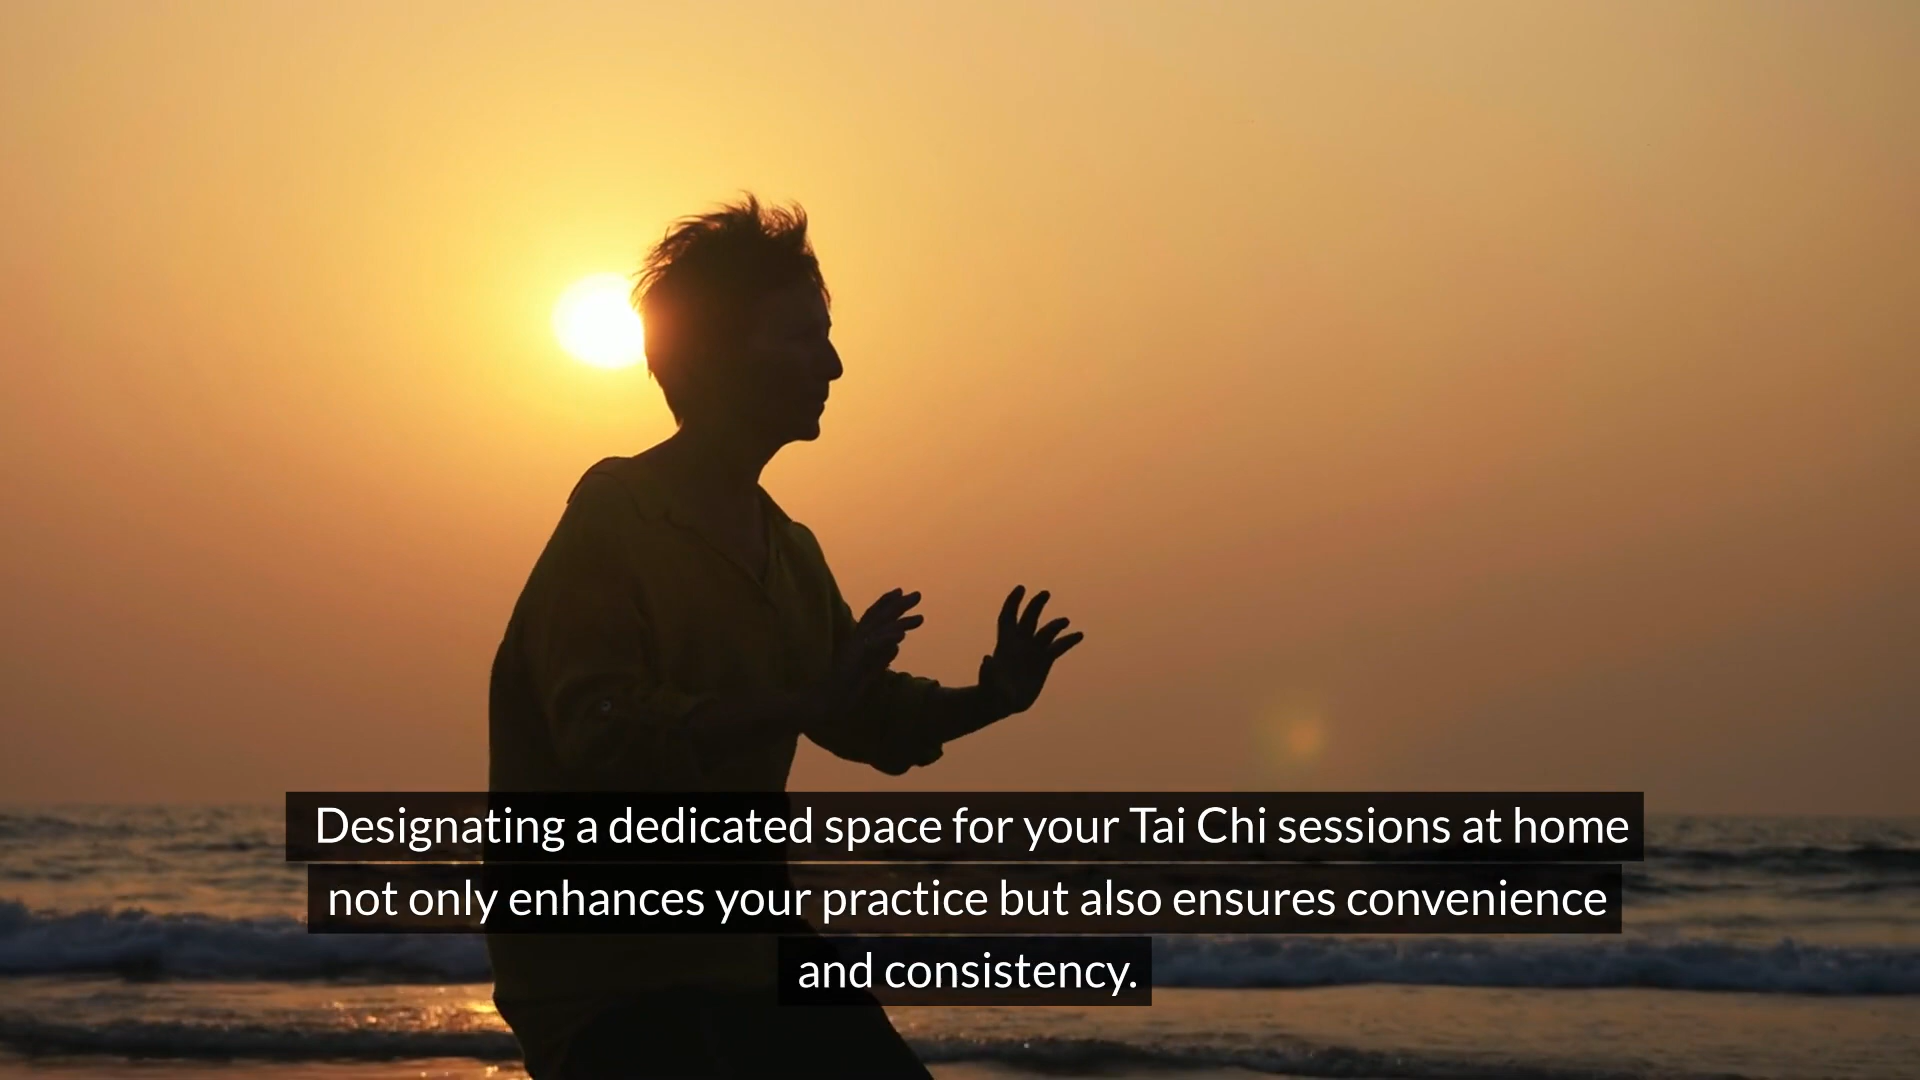 Designating a dedicated space for your Tai Chi sessions at home
not only enhances your practice but also ensures convenience
and consistency.